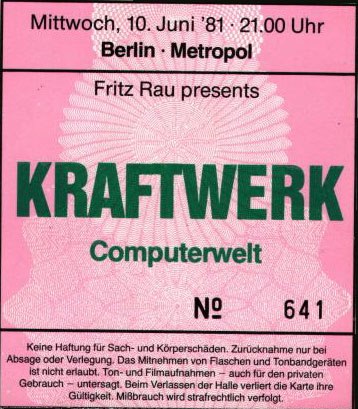 Mittwoch, 10. Juni '81 · 21.00 Uhr
Berlin · Metropol
Fritz Rau presents
KRAFTWERK
Computerwelt
Nº 641
Keine Haftung für Sach- und Körperschäden. Zurücknahme nur bei
Absage oder Verlegung. Das Mitnehmen von Flaschen und Tonbandgeräten
ist nicht erlaubt. Ton- und Filmaufnahmen – auch für den privaten
Gebrauch – untersagt. Beim Verlassen der Halle verliert die Karte ihre
Gültigkeit. Mißbrauch wird strafrechtlich verfolgt.